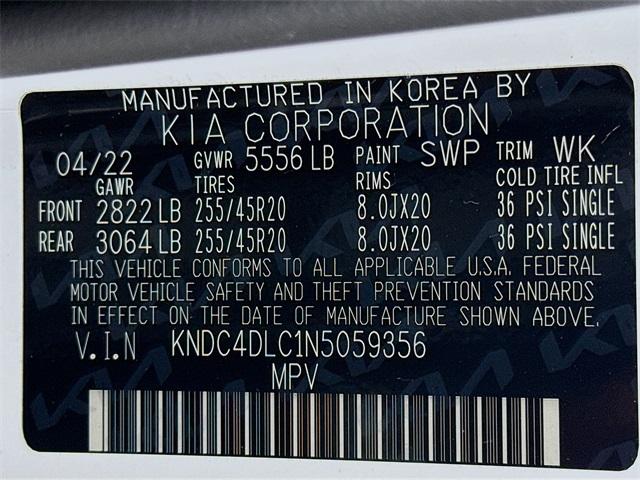 MANUFACTURED IN KOREA BY
KIA CORPORATION
04/22 GVWR 5556 LB PAINT SWP TRIM WK
GAWR TIRES RIMS COLD TIRE INFL
FRONT 2822 LB 255/45R20 8.0JX20 36 PSI SINGLE
REAR 3064 LB 255/45R20 8.0JX20 36 PSI SINGLE
THIS VEHICLE CONFORMS TO ALL APPLICABLE U.S.A. FEDERAL
MOTOR VEHICLE SAFETY AND THEFT PREVENTION STANDARDS
IN EFFECT ON THE DATE OF MANUFACTURE SHOWN ABOVE.
V.I.N KNDC4DLC1N5059356
MPV